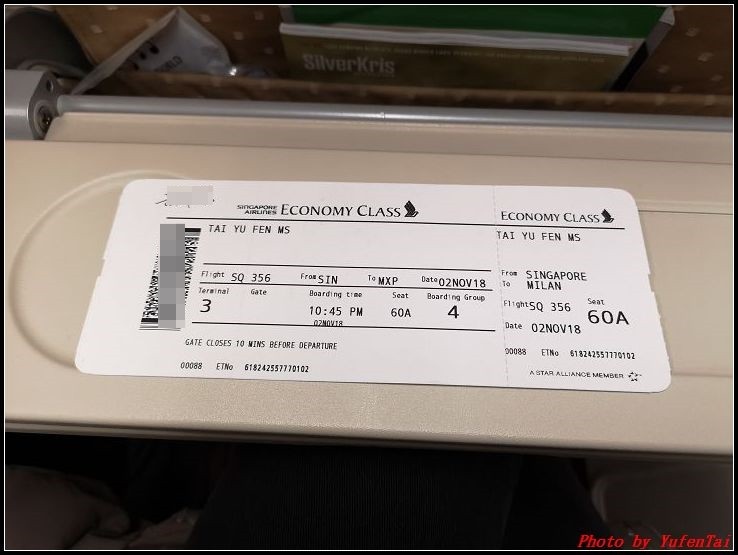 SilverKris
SINGAPORE AIRLINES ECONOMY CLASS
TAI YU FEN MS
Flight SQ 356 From SIN To MXP Date 02NOV18
Terminal Gate Boarding time Seat Boarding Group
3 10:45 PM 60A 4
02NOV18
GATE CLOSES 10 MINS BEFORE DEPARTURE
00088 ETNo 618242557770102
ECONOMY CLASS
TAI YU FEN MS
From SINGAPORE
To MILAN
Flight SQ 356 Seat 60A
Date 02NOV18
00088 ETNo 618242557770102
A STAR ALLIANCE MEMBER
Photo by YufenTai